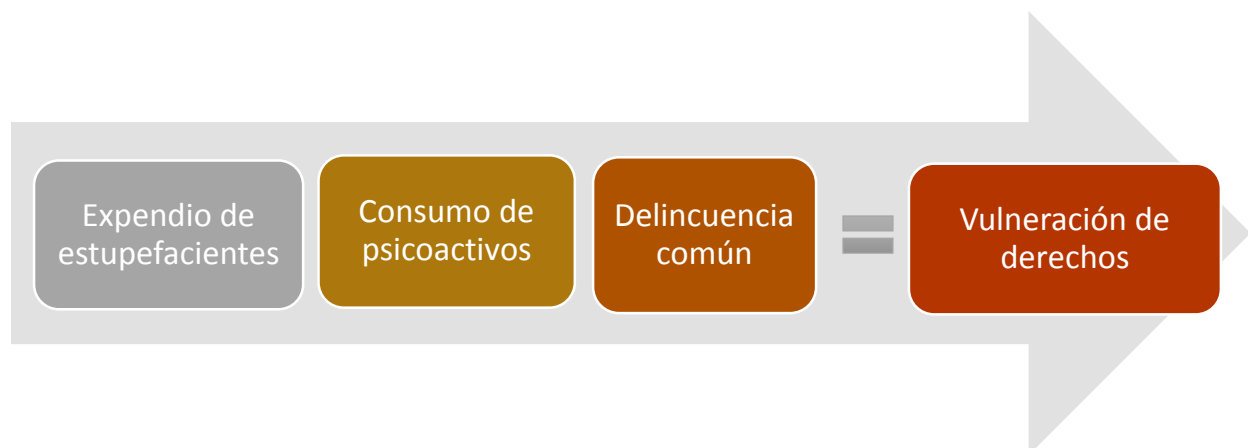 Expendio de
estupefacientes
Consumo de
psicoactivos
Delincuencia
común
=
Vulneración de
derechos